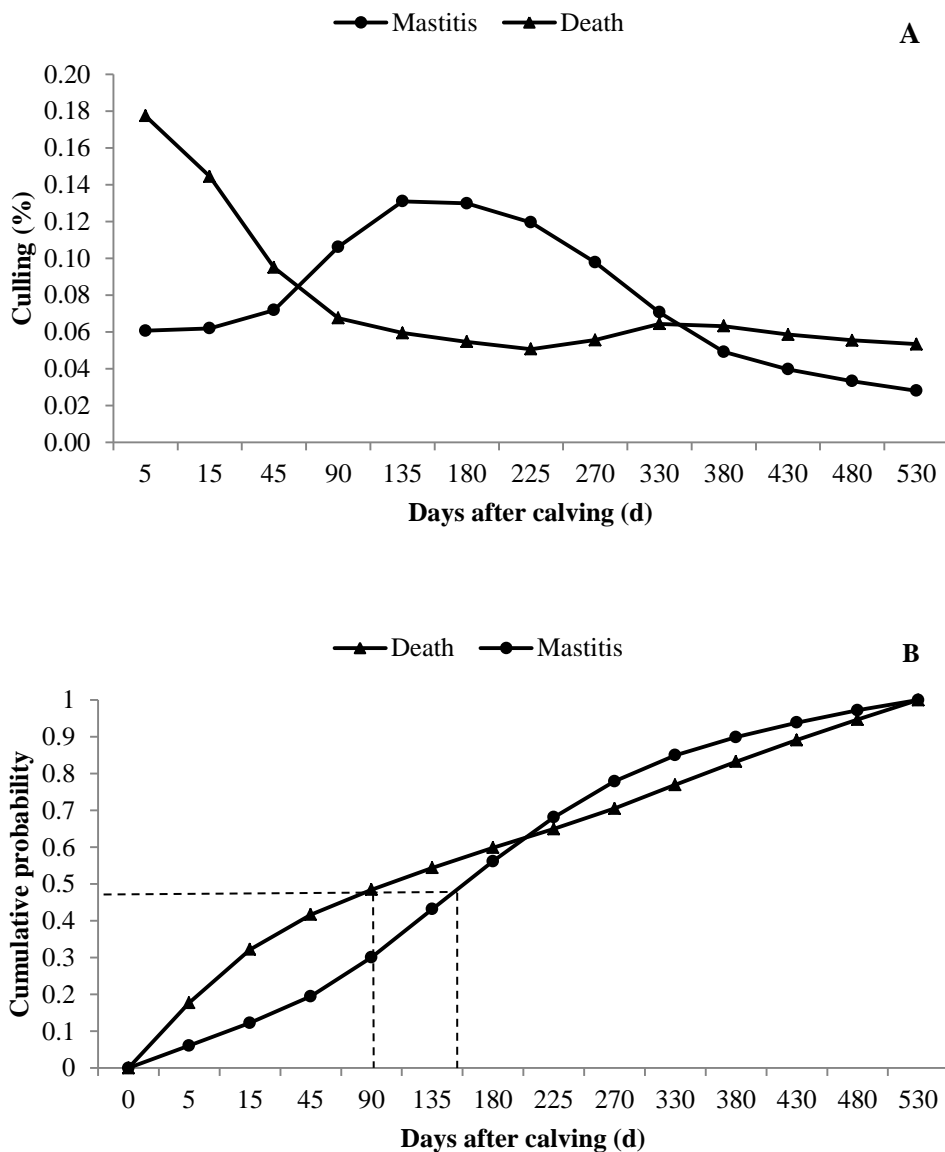 Mastitis Death
A
0.20
0.18
0.16
0.14
0.12
0.10
0.08
0.06
0.04
0.02
0.00
Culling (%)
5 15 45 90 135 180 225 270 330 380 430 480 530
Days after calving (d)
Death Mastitis
B
1
0.9
0.8
0.7
0.6
0.5
0.4
0.3
0.2
0.1
0
Cumulative probability
0 5 15 45 90 135 180 225 270 330 380 430 480 530
Days after calving (d)